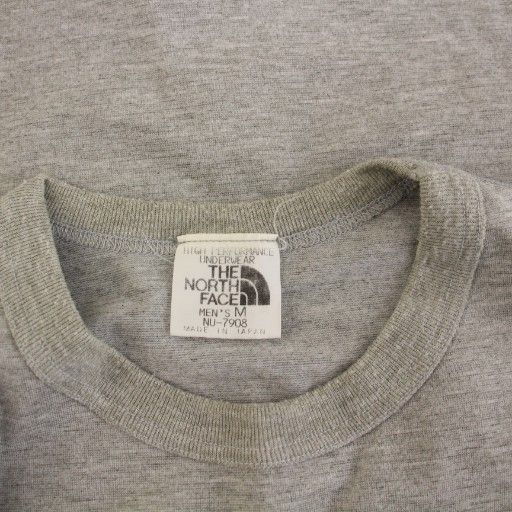 HIGH PERFORMANCE
UNDERWEAR
THE
NORTH
FACE
MEN'S M
NU-7908
MADE IN JAPAN